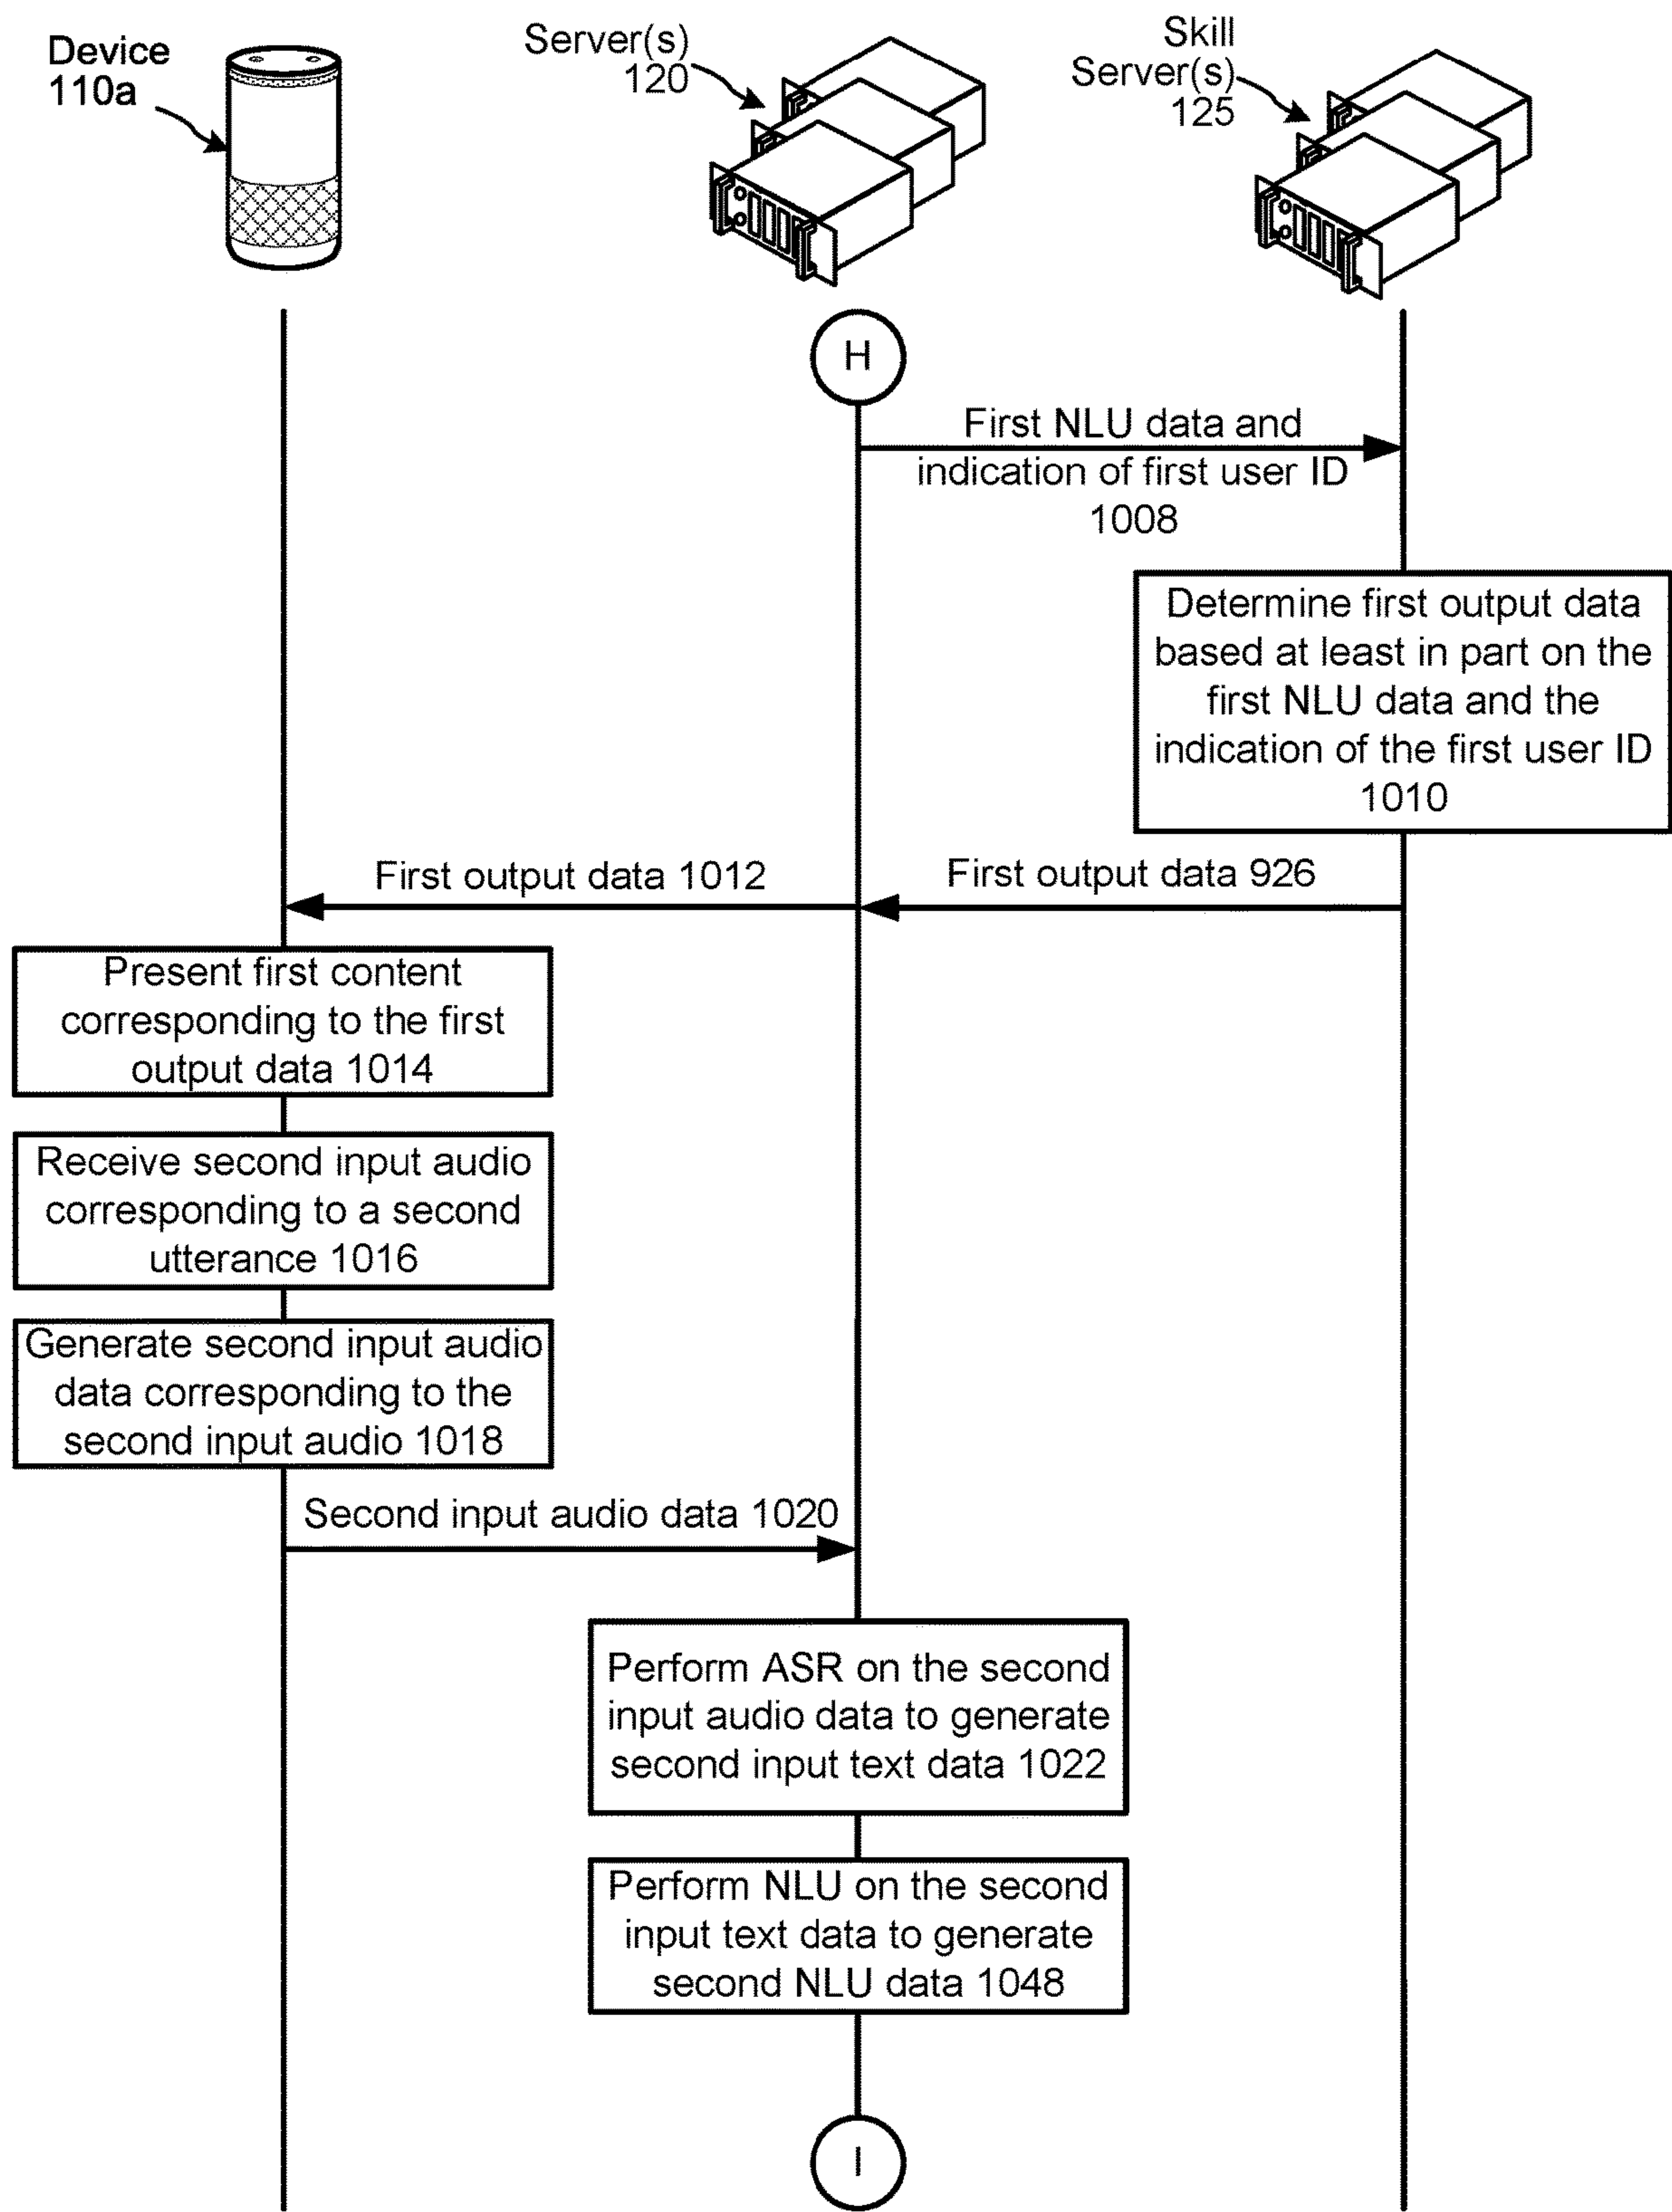 Device
110a
Server(s)
120
Skill
Server(s)
125
H
First NLU data and
indication of first user ID
1008
Determine first output data
based at least in part on the
first NLU data and the
indication of the first user ID
1010
First output data 1012
First output data 926
Present first content
corresponding to the first
output data 1014
Receive second input audio
corresponding to a second
utterance 1016
Generate second input audio
data corresponding to the
second input audio 1018
Second input audio data 1020
Perform ASR on the second
input audio data to generate
second input text data 1022
Perform NLU on the second
input text data to generate
second NLU data 1048
I